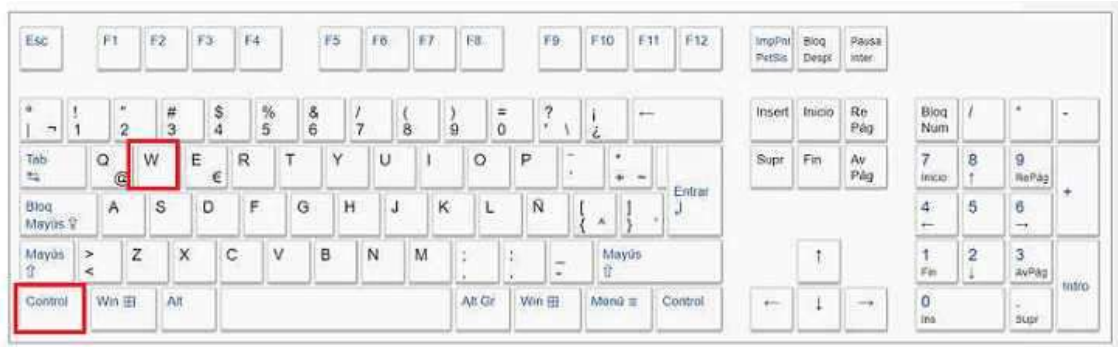 Esc F1 F2 F3 F4 F5 F6 F7 F8 F9 F10 F11 F12 ImpPnt PetSis Bloq Despl Pausa Inter
° | ¬ ! 1 " 2 # 3 $ 4 % 5 & 6 / 7 ( 8 ) 9 = 0 ? ' \ ¡ ¿ ← Insert Inicio Re Pág Bloq Num / * -
Tab Q @ W E € R T Y U I O P ¨ ´ * + ~ Entrar Supr Fin Av Pág 7 Inicio 8 ↑ 9 RePág +
Bloq Mayús ⇧ A S D F G H J K L Ñ [ { ^ ] } 4 ← 5 6 →
Mayús ⇧ > < Z X C V B N M ; , : . _ - Mayús ⇧ ↑ 1 Fin 2 ↓ 3 AvPág Intro
Control Win Alt Alt Gr Win Menú Control ← ↓ → 0 Ins . Supr